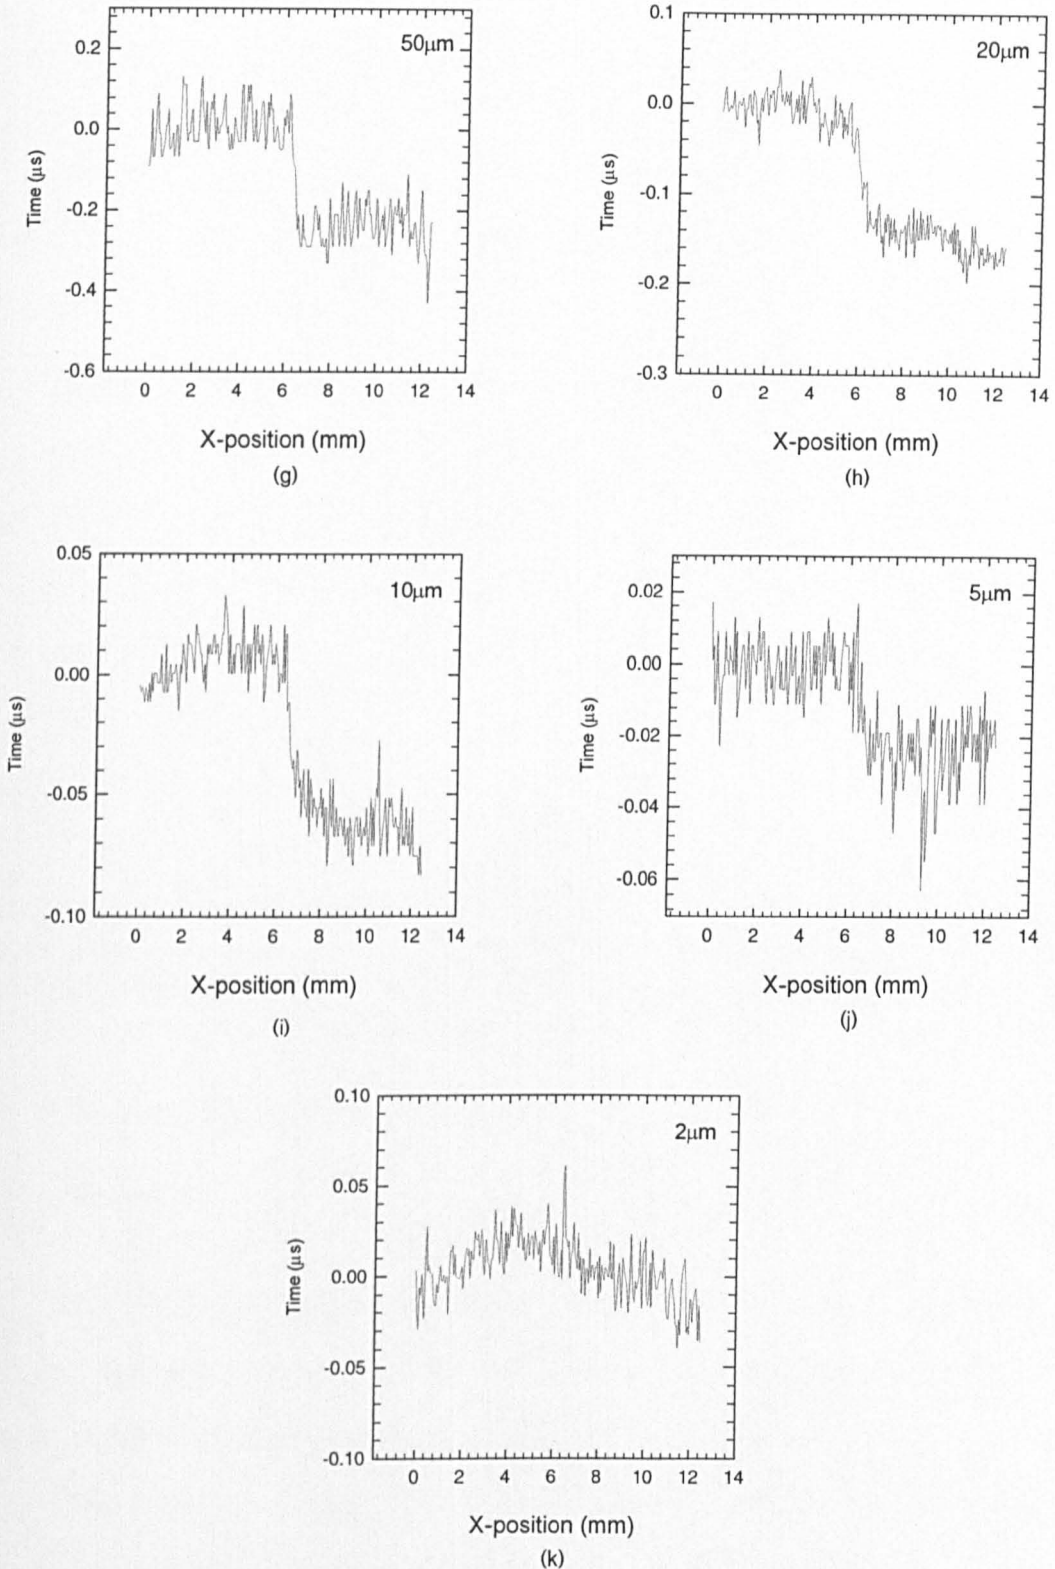 50μm
0.2
0.0
-0.2
-0.4
-0.6
Time (μs)
0 2 4 6 8 10 12 14
X-position (mm)
(g)
20μm
0.1
0.0
-0.1
-0.2
-0.3
Time (μs)
0 2 4 6 8 10 12 14
X-position (mm)
(h)
10μm
0.05
0.00
-0.05
-0.10
Time (μs)
0 2 4 6 8 10 12 14
X-position (mm)
(i)
5μm
0.02
0.00
-0.02
-0.04
-0.06
Time (μs)
0 2 4 6 8 10 12 14
X-position (mm)
(j)
2μm
0.10
0.05
0.00
-0.05
-0.10
Time (μs)
0 2 4 6 8 10 12 14
X-position (mm)
(k)